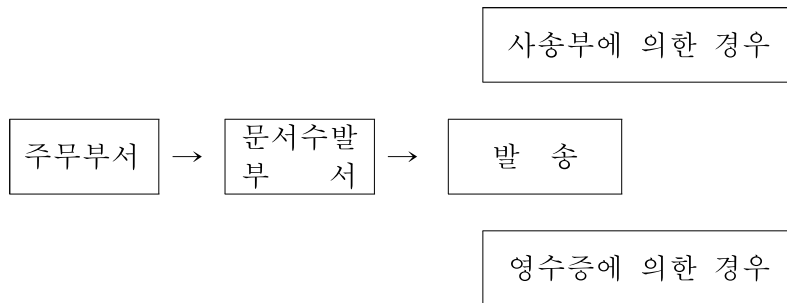 사송부에 의한 경우
주무부서 → 문서수발 → 발 송
부 서
영수증에 의한 경우